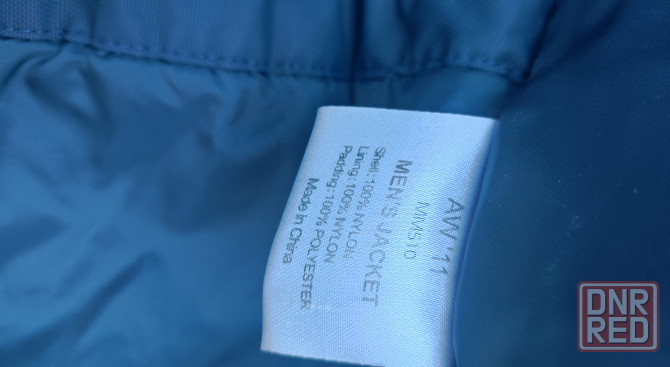 AW'11
MM510
MEN'S JACKET
Shell:100% NYLON
Lining:100% NYLON
Padding:100% POLYESTER
Made in China
DNR
RED